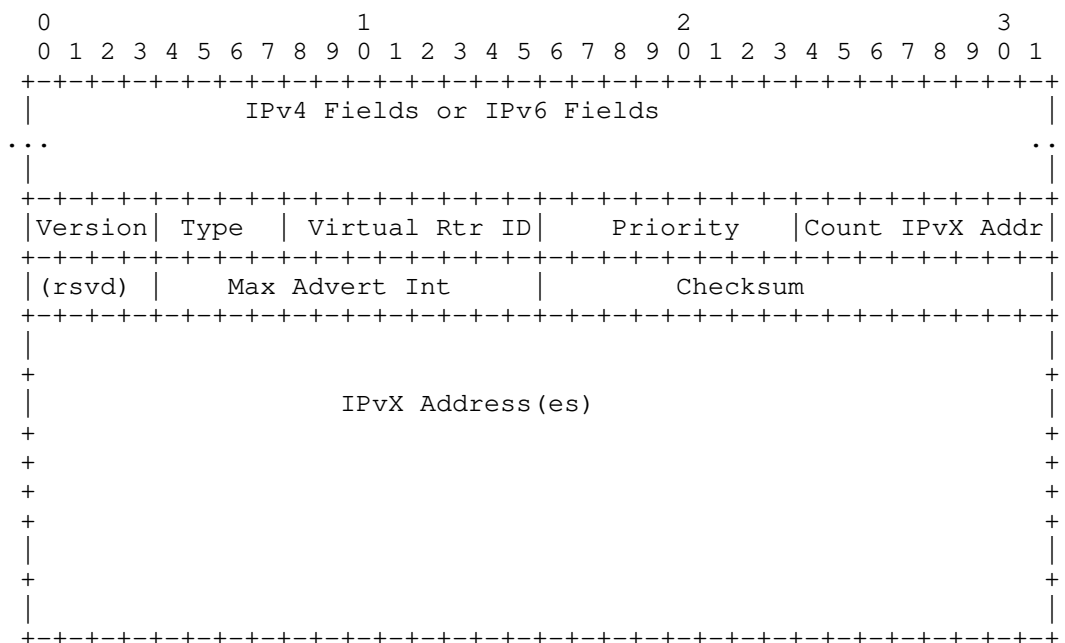 0                   1                   2                   3
0 1 2 3 4 5 6 7 8 9 0 1 2 3 4 5 6 7 8 9 0 1 2 3 4 5 6 7 8 9 0 1
+-+-+-+-+-+-+-+-+-+-+-+-+-+-+-+-+-+-+-+-+-+-+-+-+-+-+-+-+-+-+-+-+
|                    IPv4 Fields or IPv6 Fields                        |
...                                                             ..
|                                                               |
+-+-+-+-+-+-+-+-+-+-+-+-+-+-+-+-+-+-+-+-+-+-+-+-+-+-+-+-+-+-+-+-+
|Version| Type  | Virtual Rtr ID|    Priority   |Count IPvX Addr|
+-+-+-+-+-+-+-+-+-+-+-+-+-+-+-+-+-+-+-+-+-+-+-+-+-+-+-+-+-+-+-+-+
|(rsvd) |    Max Advert Int     |        Checksum               |
+-+-+-+-+-+-+-+-+-+-+-+-+-+-+-+-+-+-+-+-+-+-+-+-+-+-+-+-+-+-+-+-+
|                                                               |
+                                                               +
|                   IPvX Address(es)                            |
+                                                               +
+                                                               +
+                                                               +
+                                                               +
|                                                               |
+                                                               +
|                                                               |
+-+-+-+-+-+-+-+-+-+-+-+-+-+-+-+-+-+-+-+-+-+-+-+-+-+-+-+-+-+-+-+-+